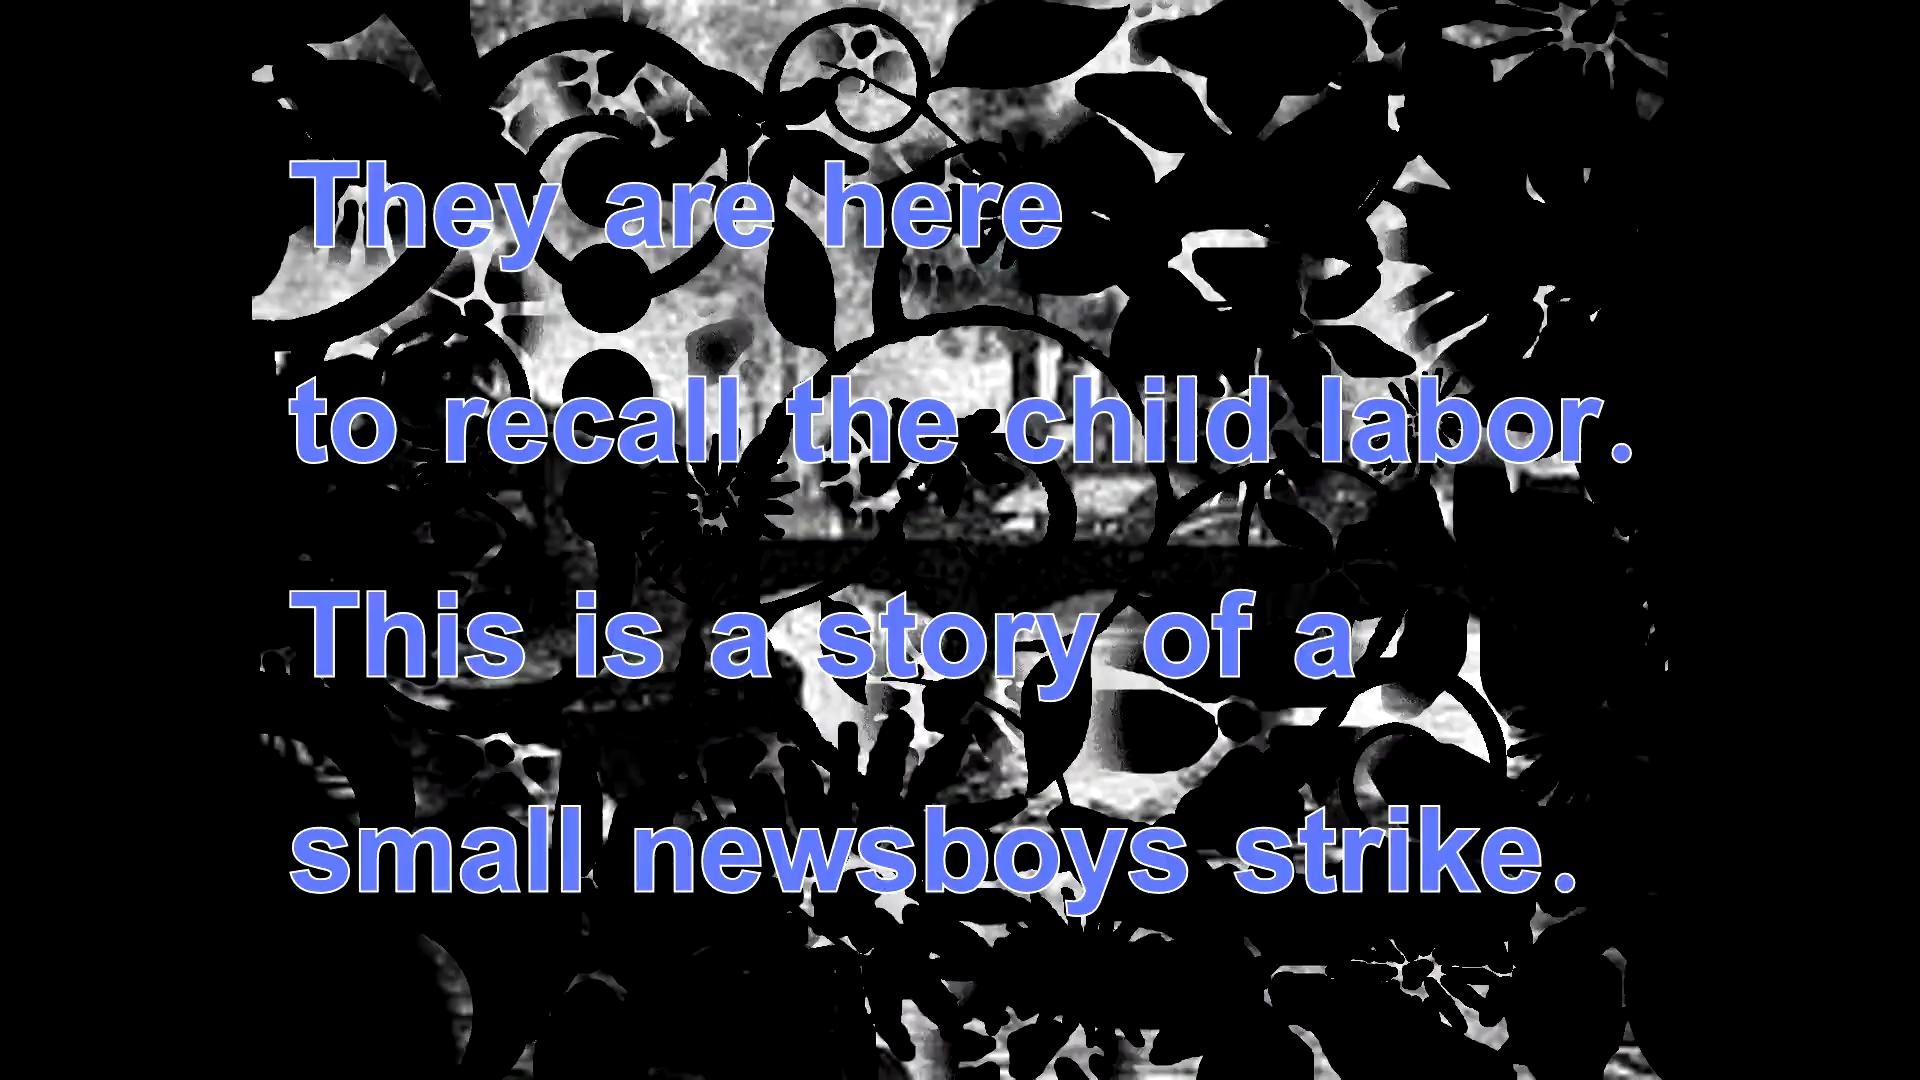 They are here
to recall the child labor.
This is a story of a
small newsboys strike.